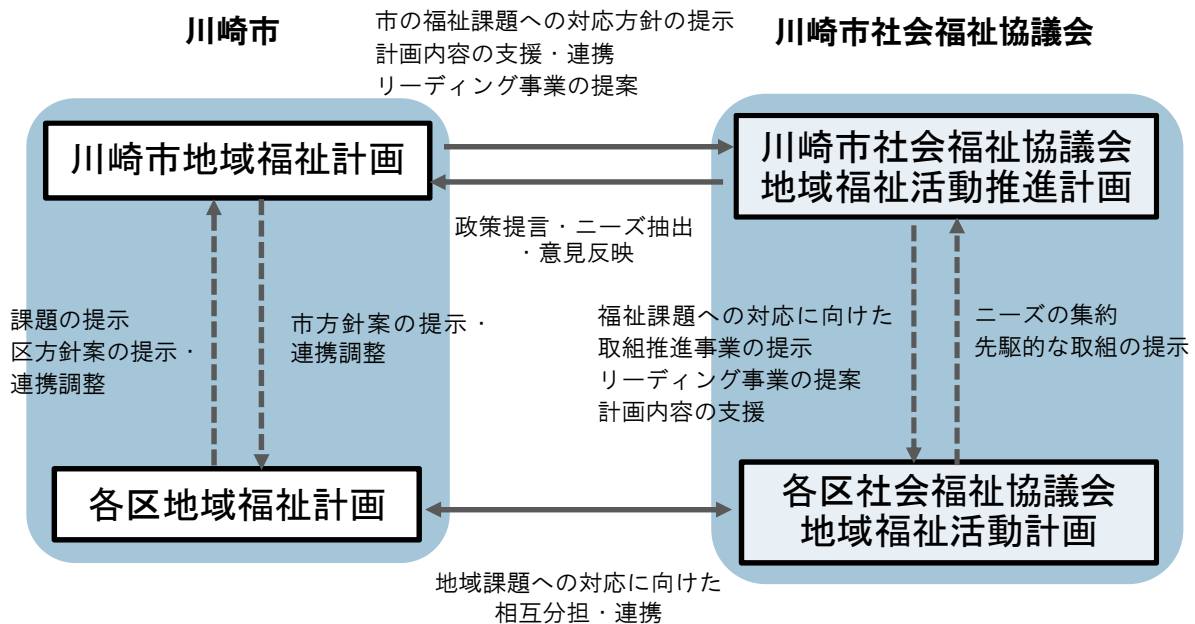 川崎市
市の福祉課題への対応方針の提示
計画内容の支援・連携
リーディング事業の提案
川崎市社会福祉協議会
川崎市地域福祉計画
川崎市社会福祉協議会
地域福祉活動推進計画
政策提言・ニーズ抽出
・意見反映
課題の提示
区方針案の提示・
連携調整
市方針案の提示・
連携調整
福祉課題への対応に向けた
取組推進事業の提示
リーディング事業の提案
計画内容の支援
ニーズの集約
先駆的な取組の提示
各区地域福祉計画
各区社会福祉協議会
地域福祉活動計画
地域課題への対応に向けた
相互分担・連携